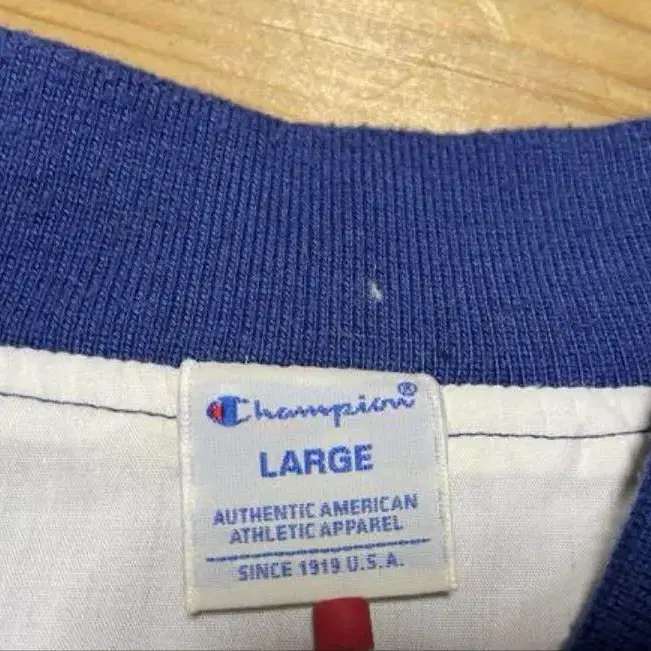 Champion®
LARGE
AUTHENTIC AMERICAN
ATHLETIC APPAREL
SINCE 1919 U.S.A.